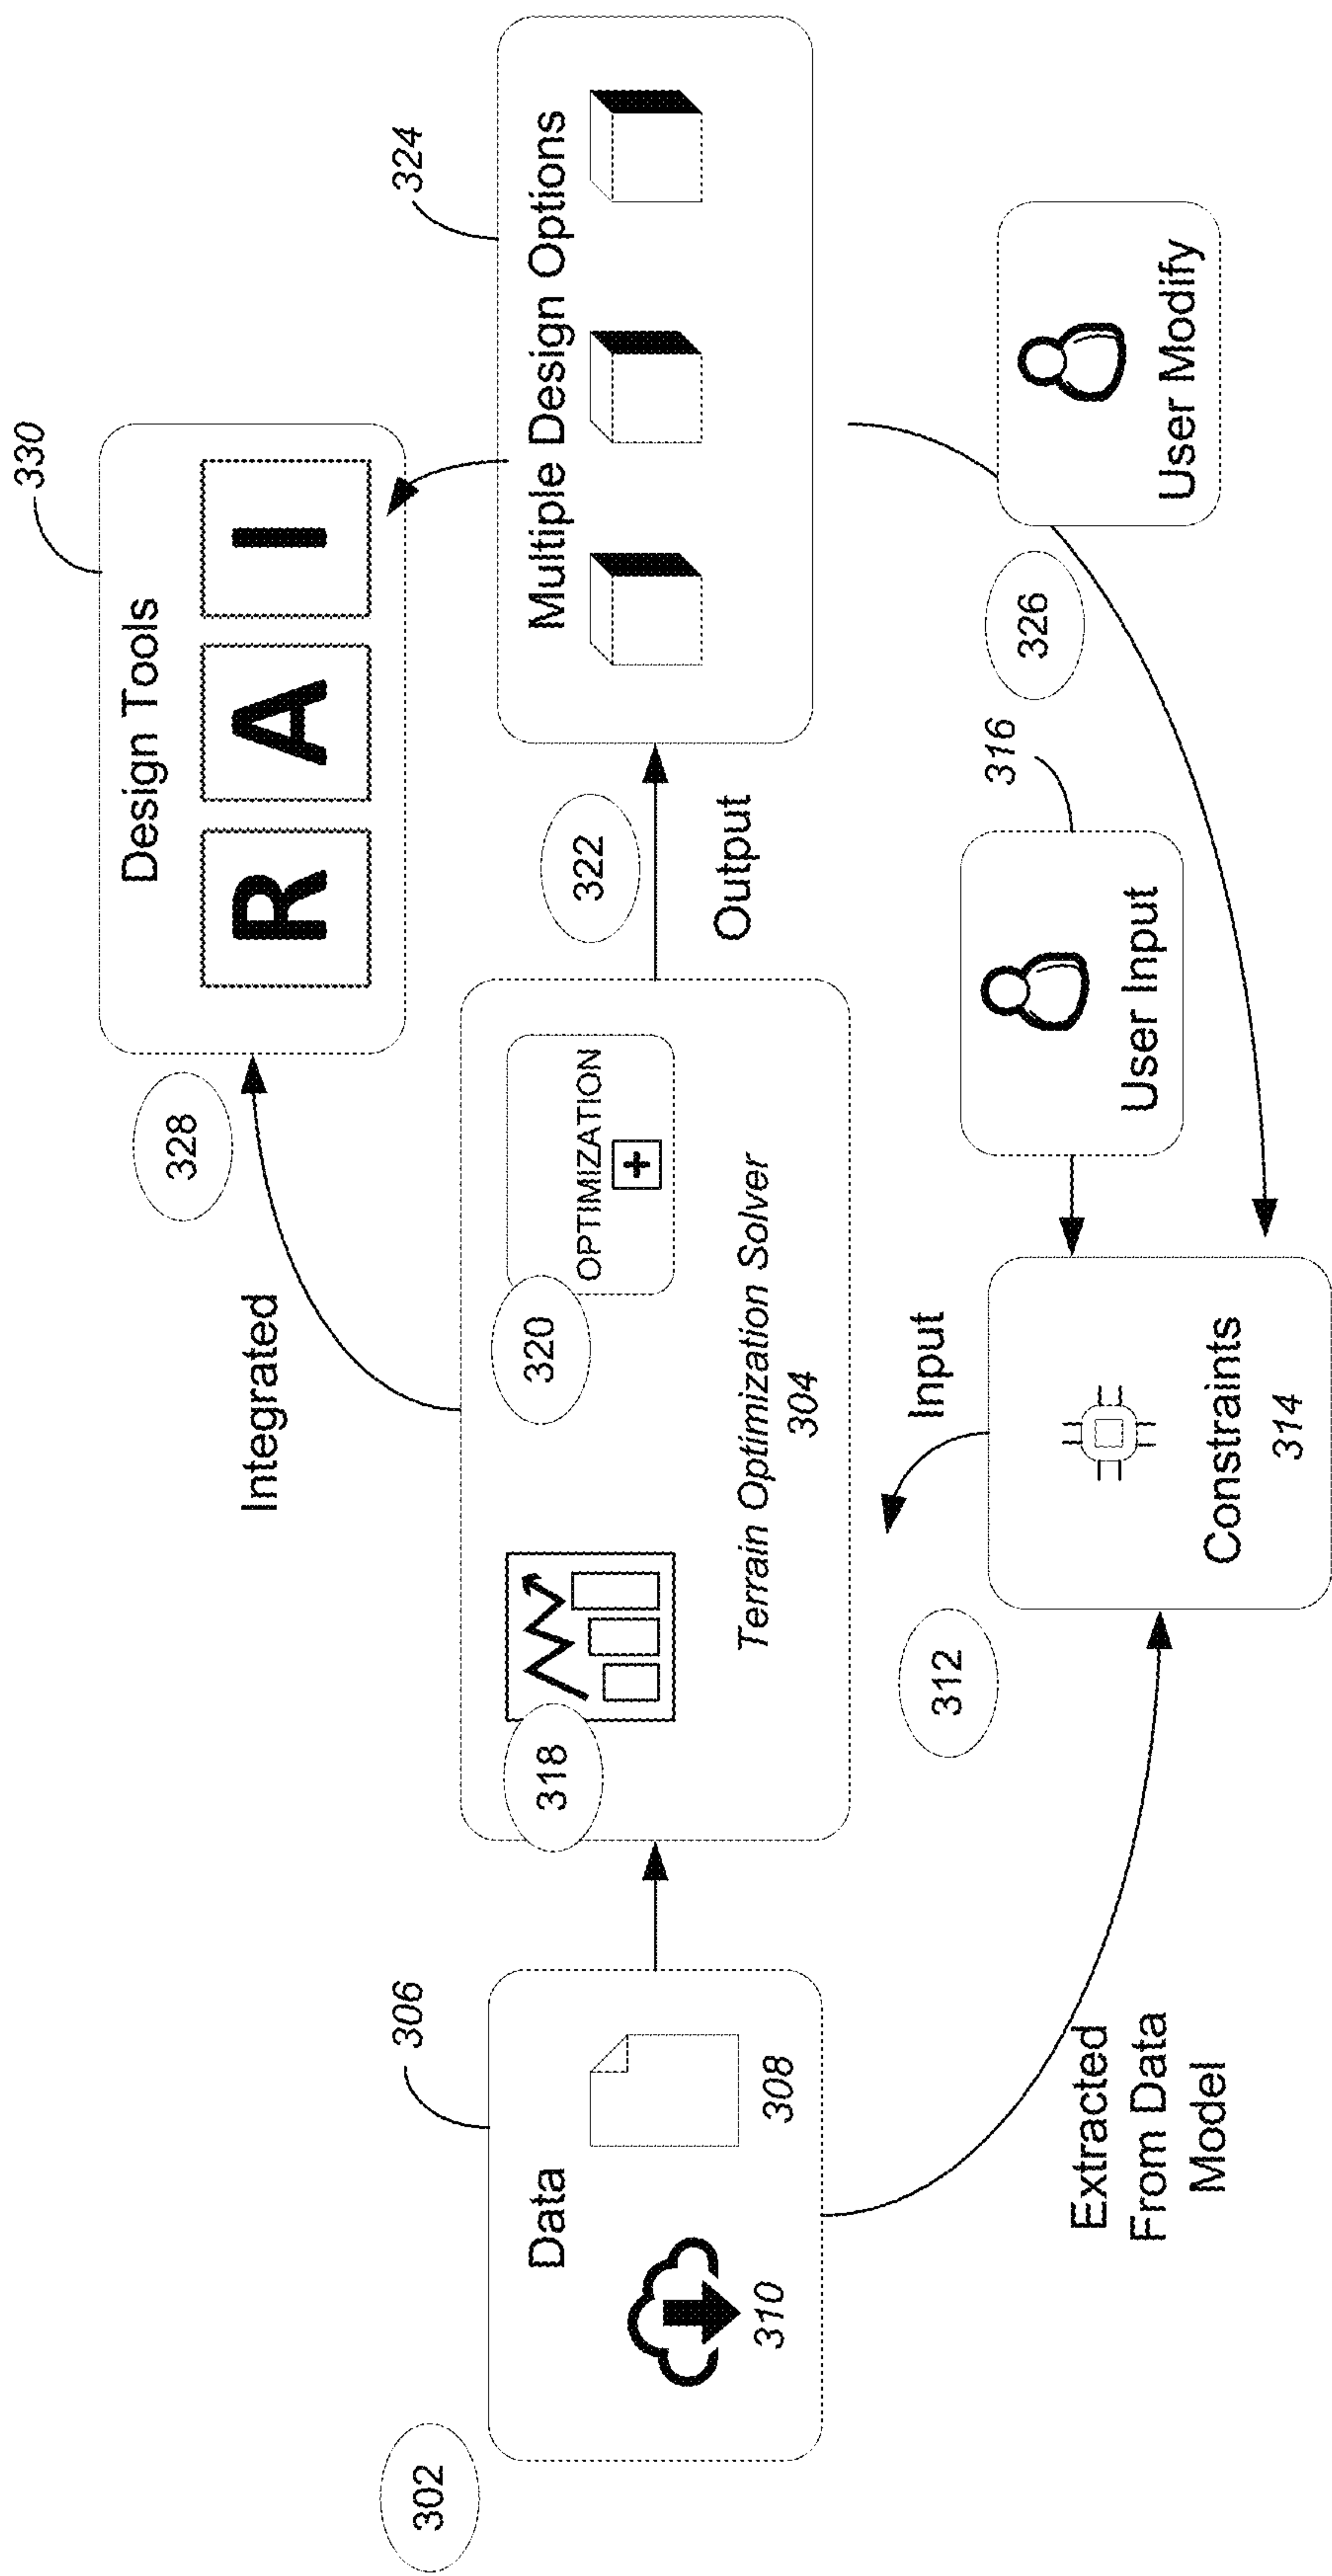 302
306
Data
310
308
Extracted
From Data
Model
318
320
OPTIMIZATION
Terrain Optimization Solver
304
312
Input
Constraints
314
316
User Input
326
User Modify
322
Output
324
Multiple Design Options
Integrated
328
330
Design Tools
R A I